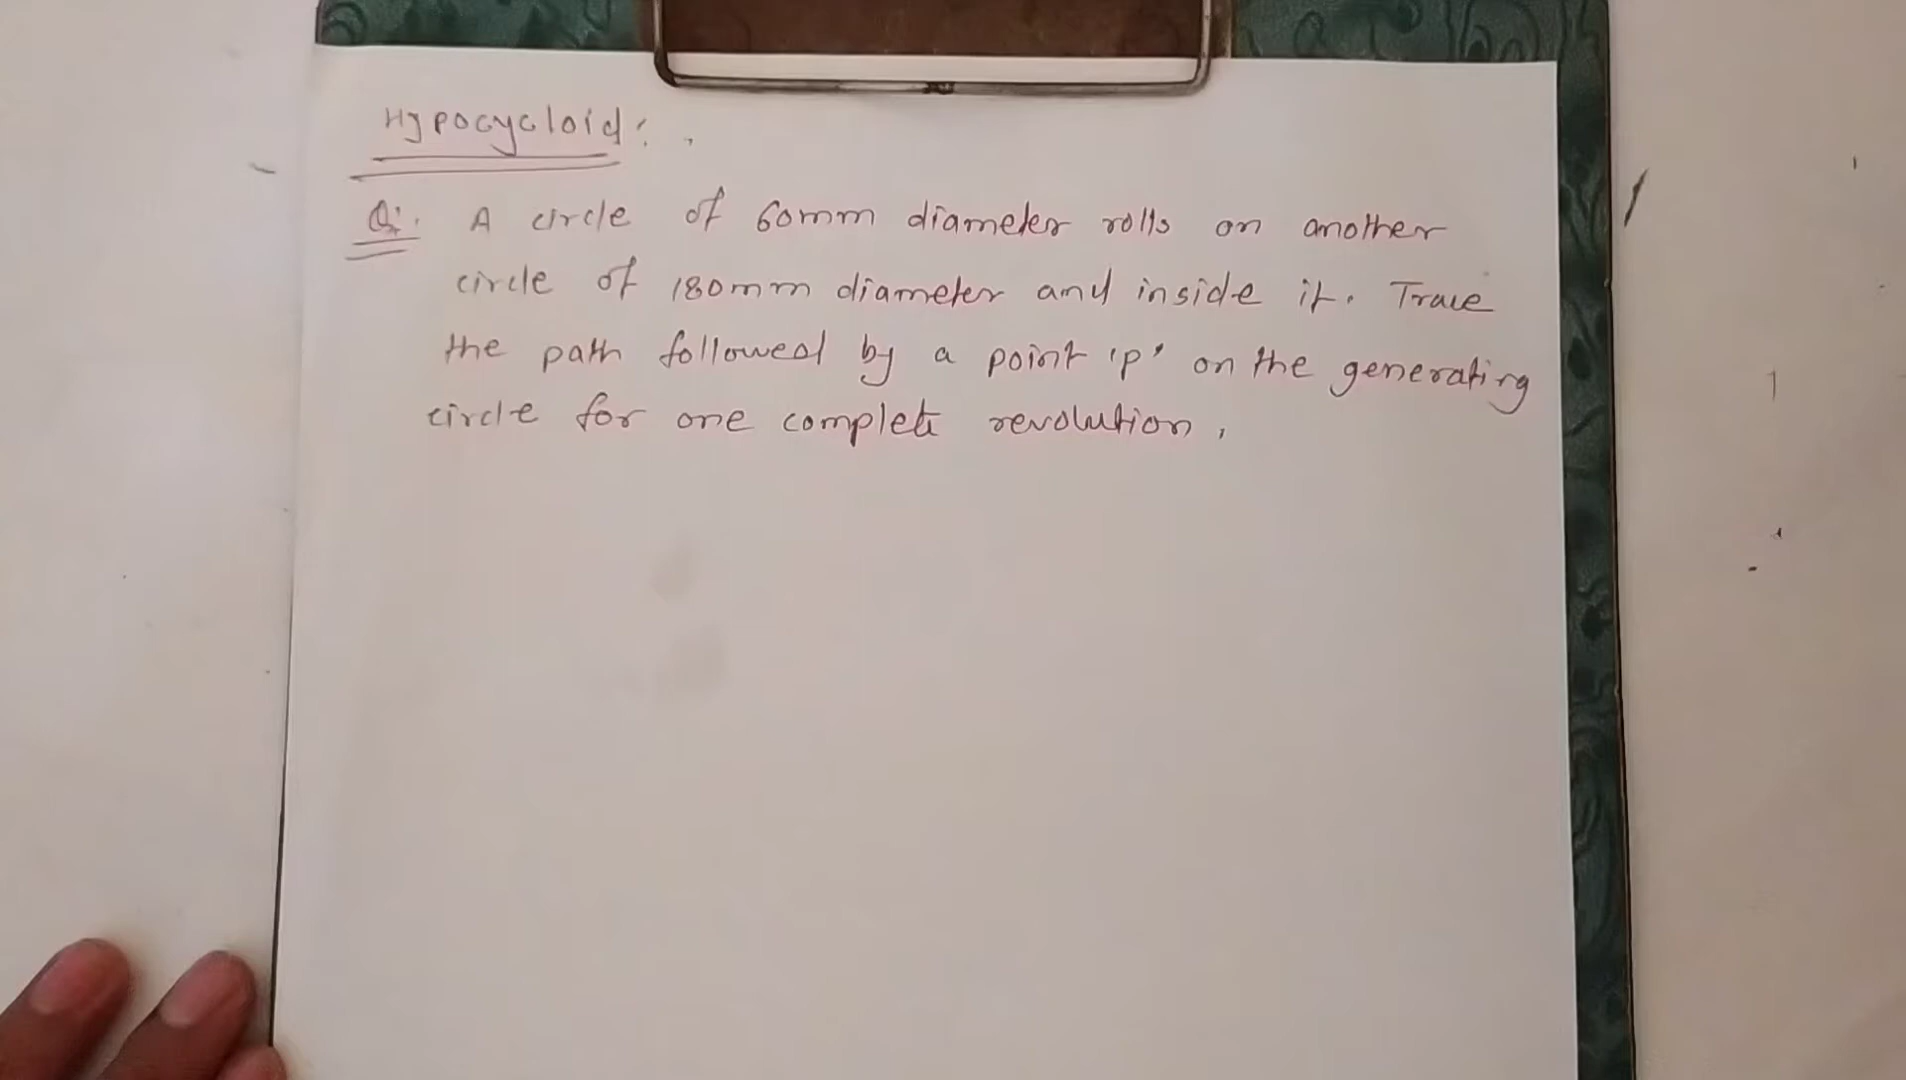 Hypocycloid:
Q:. A circle of 60mm diameter rolls on another
circle of 180mm diameter and inside it. Trace
the path followed by a point 'p' on the generating
circle for one complete revolution.